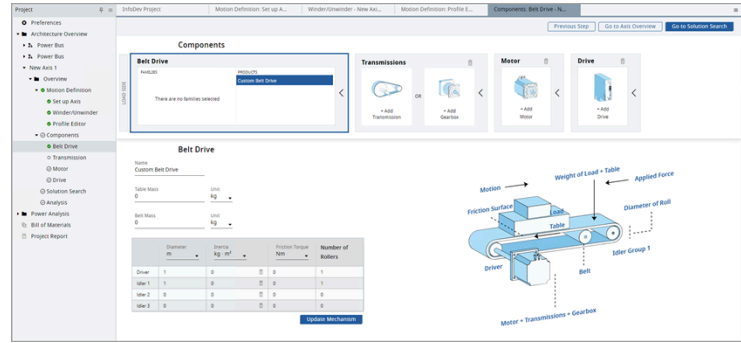 Project
InfoDev Project
Motion Definition: Set up A...
Winder/Unwinder - New Axi...
Motion Definition: Profile E...
Components: Belt Drive - N...
Preferences
Architecture Overview
Power Bus
Power Bus
New Axis 1
Overview
Motion Definition
Set up Axis
Winder/Unwinder
Profile Editor
Components
Belt Drive
Transmission
Motor
Drive
Solution Search
Analysis
Power Analysis
Bill of Materials
Project Report
Previous Step
Go to Axis Overview
Go to Solution Search
Components
LOAD SIDE
Belt Drive
FAMILIES
PRODUCTS
Custom Belt Drive
There are no families selected
Transmissions
+ Add
Transmission
OR
+ Add
Gearbox
Motor
+ Add
Motor
Drive
+ Add
Drive
Belt Drive
Name
Custom Belt Drive
Table Mass
Unit
0
kg
Belt Mass
Unit
0
kg
Diameter
Inertia
Friction Torque
Number of
m
kg · m²
Nm
Rollers
Driver 1 0 0 1
Idler 1 1 0 0 1
Idler 2 0 0 0 0
Idler 3 0 0 0 0
Update Mechanism
Motion
Weight of Load + Table
Applied Force
Friction Surface
Load
Diameter of Roll
Table
Idler Group 1
Driver
Belt
Motor + Transmissions + Gearbox